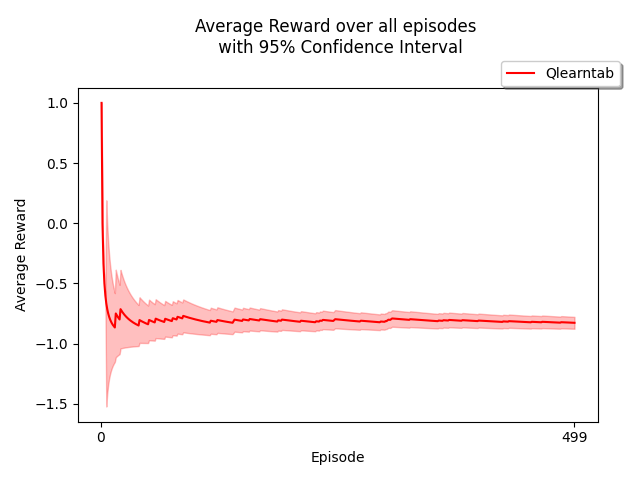 Average Reward over all episodes
with 95% Confidence Interval
Qlearntab
1.0
0.5
0.0
−0.5
−1.0
−1.5
Average Reward
0
499
Episode